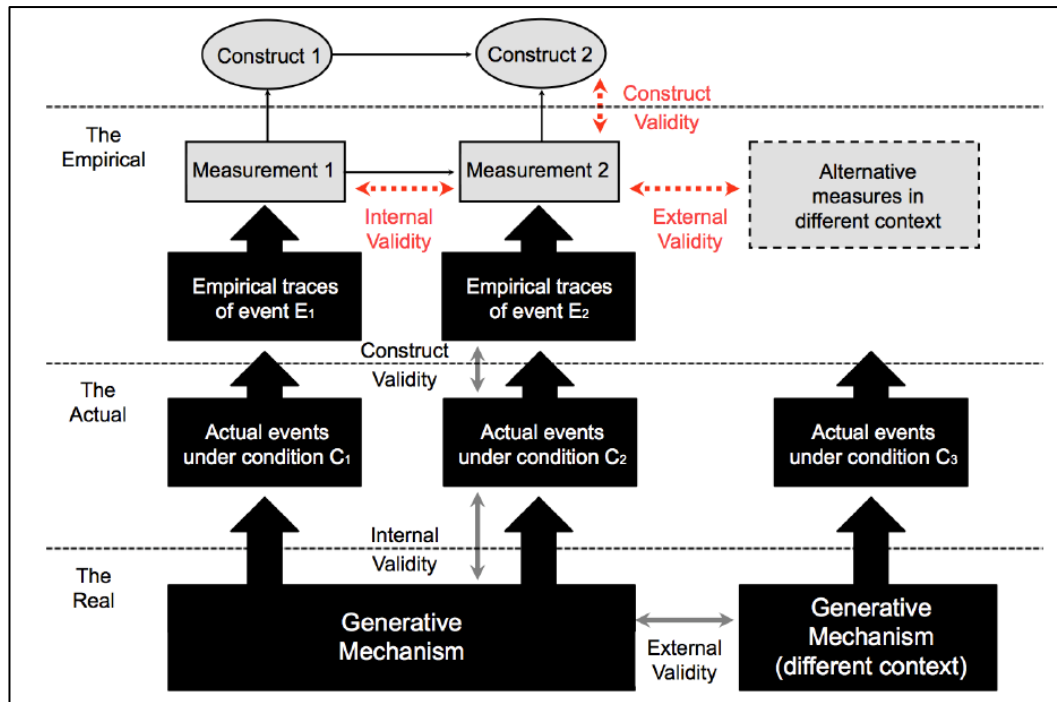 Construct 1
Construct 2
Construct
Validity
The
Empirical
Measurement 1
Measurement 2
Alternative
measures in
different context
Internal
Validity
External
Validity
Empirical traces
of event E₁
Empirical traces
of event E₂
Construct
Validity
The
Actual
Actual events
under condition C₁
Actual events
under condition C₂
Actual events
under condition C₃
Internal
Validity
The
Real
Generative
Mechanism
External
Validity
Generative
Mechanism
(different context)